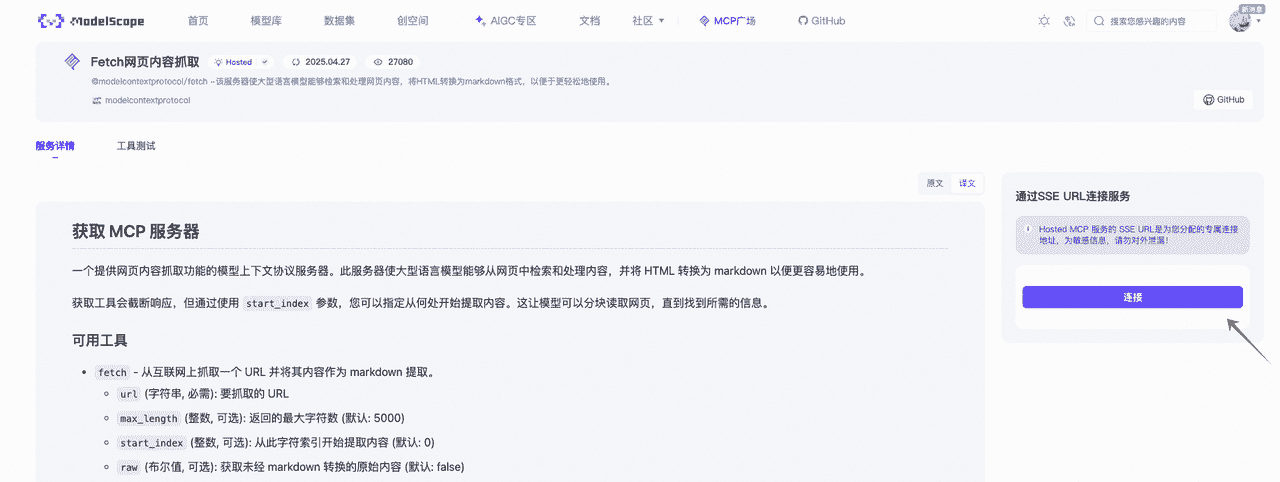 ModelScope 首页 模型库 数据集 创空间 AIGC专区 文档 社区 MCP广场 GitHub 搜索您感兴趣的内容 新消息
Fetch网页内容抓取 Hosted 2025.04.27 27080
@modelcontextprotocol/fetch -该服务器使大型语言模型能够检索和处理网页内容，将HTML转换为markdown格式，以便于更轻松地使用。
modelcontextprotocol
GitHub
服务详情 工具测试
原文 译文
通过SSE URL连接服务
Hosted MCP 服务的 SSE URL是为您分配的专属连接
地址，为敏感信息，请勿对外泄漏！
连接
获取 MCP 服务器
一个提供网页内容抓取功能的模型上下文协议服务器。此服务器使大型语言模型能够从网页中检索和处理内容，并将 HTML 转换为 markdown 以便更容易地使用。
获取工具会截断响应，但通过使用 start_index 参数，您可以指定从何处开始提取内容。这让模型可以分块读取网页，直到找到所需的信息。
可用工具
fetch - 从互联网上抓取一个 URL 并将其内容作为 markdown 提取。
url (字符串, 必需): 要抓取的 URL
max_length (整数, 可选): 返回的最大字符数 (默认: 5000)
start_index (整数, 可选): 从此字符索引开始提取内容 (默认: 0)
raw (布尔值, 可选): 获取未经 markdown 转换的原始内容 (默认: false)